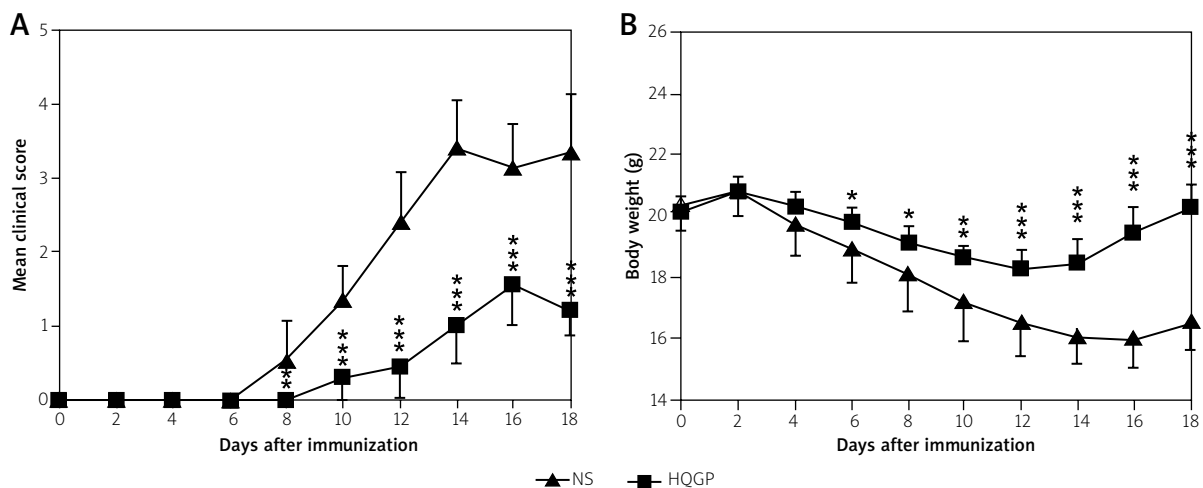 A
B
Mean clinical score
5
4
3
2
1
0
** *** *** *** *** ***
0 2 4 6 8 10 12 14 16 18
Days after immunization
Body weight (g)
26
24
22
20
18
16
14
* * ** *** *** *** ***
0 2 4 6 8 10 12 14 16 18
Days after immunization
NS HQGP